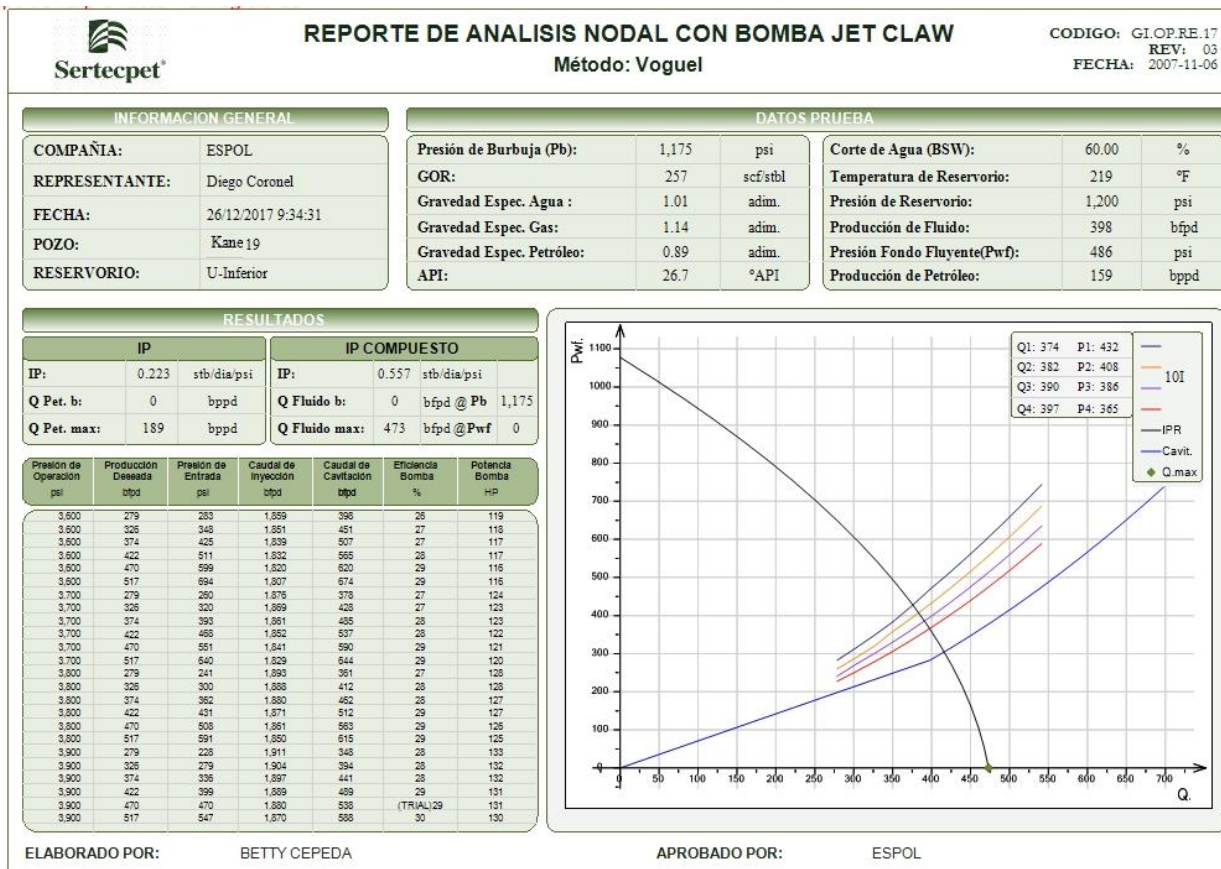 Sertecpet
REPORTE DE ANALISIS NODAL CON BOMBA JET CLAW
Método: Voguel
CODIGO: GI.OP.RE.17
REV: 03
FECHA: 2007-11-06
INFORMACION GENERAL
COMPAÑIA: ESPOL
REPRESENTANTE: Diego Coronel
FECHA: 26/12/2017 9:34:31
POZO: Kane 19
RESERVORIO: U-Inferior
DATOS PRUEBA
Presión de Burbuja (Pb): 1,175 psi
GOR: 257 scf/stbl
Gravedad Espec. Agua : 1.01 adim.
Gravedad Espec. Gas: 1.14 adim.
Gravedad Espec. Petróleo: 0.89 adim.
API: 26.7 °API
Corte de Agua (BSW): 60.00 %
Temperatura de Reservorio: 219 °F
Presión de Reservorio: 1,200 psi
Producción de Fluido: 398 bfpd
Presión Fondo Fluyente(Pwf): 486 psi
Producción de Petróleo: 159 bppd
RESULTADOS
IP
IP: 0.223 stb/dia/psi
Q Pet. b: 0 bppd
Q Pet. max: 189 bppd
IP COMPUESTO
IP: 0.557 stb/dia/psi
Q Fluido b: 0 bfpd @ Pb 1,175
Q Fluido max: 473 bfpd @Pwf 0
Presión de Operación psi
Producción Deseada bfpd
Presión de Entrada psi
Caudal de Inyección bfpd
Caudal de Cavitación bfpd
Eficiencia Bomba %
Potencia Bomba HP
3,600 279 283 1,859 398 26 119
3,600 326 348 1,851 451 27 118
3,600 374 425 1,839 507 27 117
3,600 422 511 1,832 565 28 117
3,600 470 599 1,820 620 29 116
3,600 517 694 1,807 674 29 116
3,700 279 260 1,876 378 27 124
3,700 326 320 1,869 428 27 123
3,700 374 393 1,861 485 28 123
3,700 422 468 1,852 537 28 122
3,700 470 551 1,841 590 29 121
3,700 517 640 1,829 644 29 120
3,800 279 241 1,893 361 27 128
3,800 326 300 1,888 412 28 128
3,800 374 362 1,880 462 28 127
3,800 422 431 1,871 512 29 127
3,800 470 508 1,861 563 29 126
3,800 517 591 1,850 615 29 125
3,900 279 228 1,911 348 28 133
3,900 326 279 1,904 394 28 132
3,900 374 336 1,897 441 28 132
3,900 422 399 1,889 489 29 131
3,900 470 470 1,880 538 (TRIAL)29 131
3,900 517 547 1,870 588 30 130
Pwf.
1100
1000
900
800
700
600
500
400
300
200
100
0
50 100 150 200 250 300 350 400 450 500 550 600 650 700
Q.
Q1: 374 P1: 432
Q2: 382 P2: 408
Q3: 390 P3: 386
Q4: 397 P4: 365
10I
IPR
Cavit.
Q.max
ELABORADO POR: BETTY CEPEDA
APROBADO POR: ESPOL